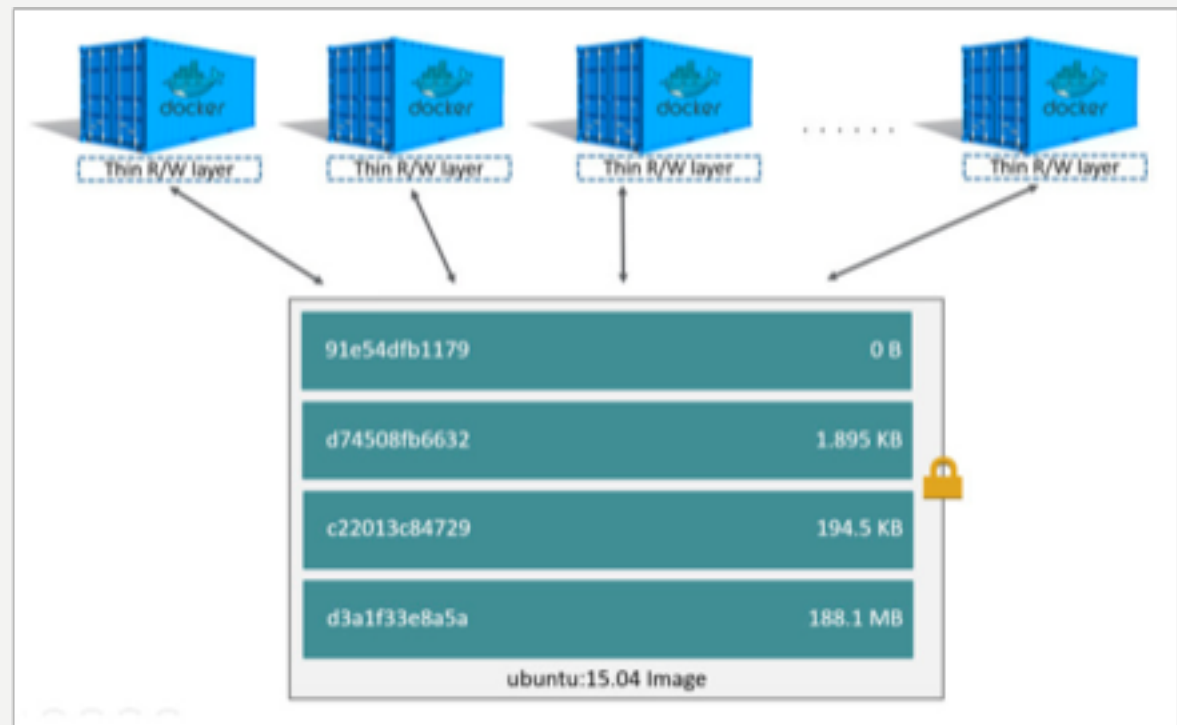 docker docker docker docker
......
Thin R/W layer Thin R/W layer Thin R/W layer Thin R/W layer
91e54dfb1179 0 B
d74508fb6632 1.895 KB
c22013c84729 194.5 KB
d3a1f33e8a5a 188.1 MB
ubuntu:15.04 Image